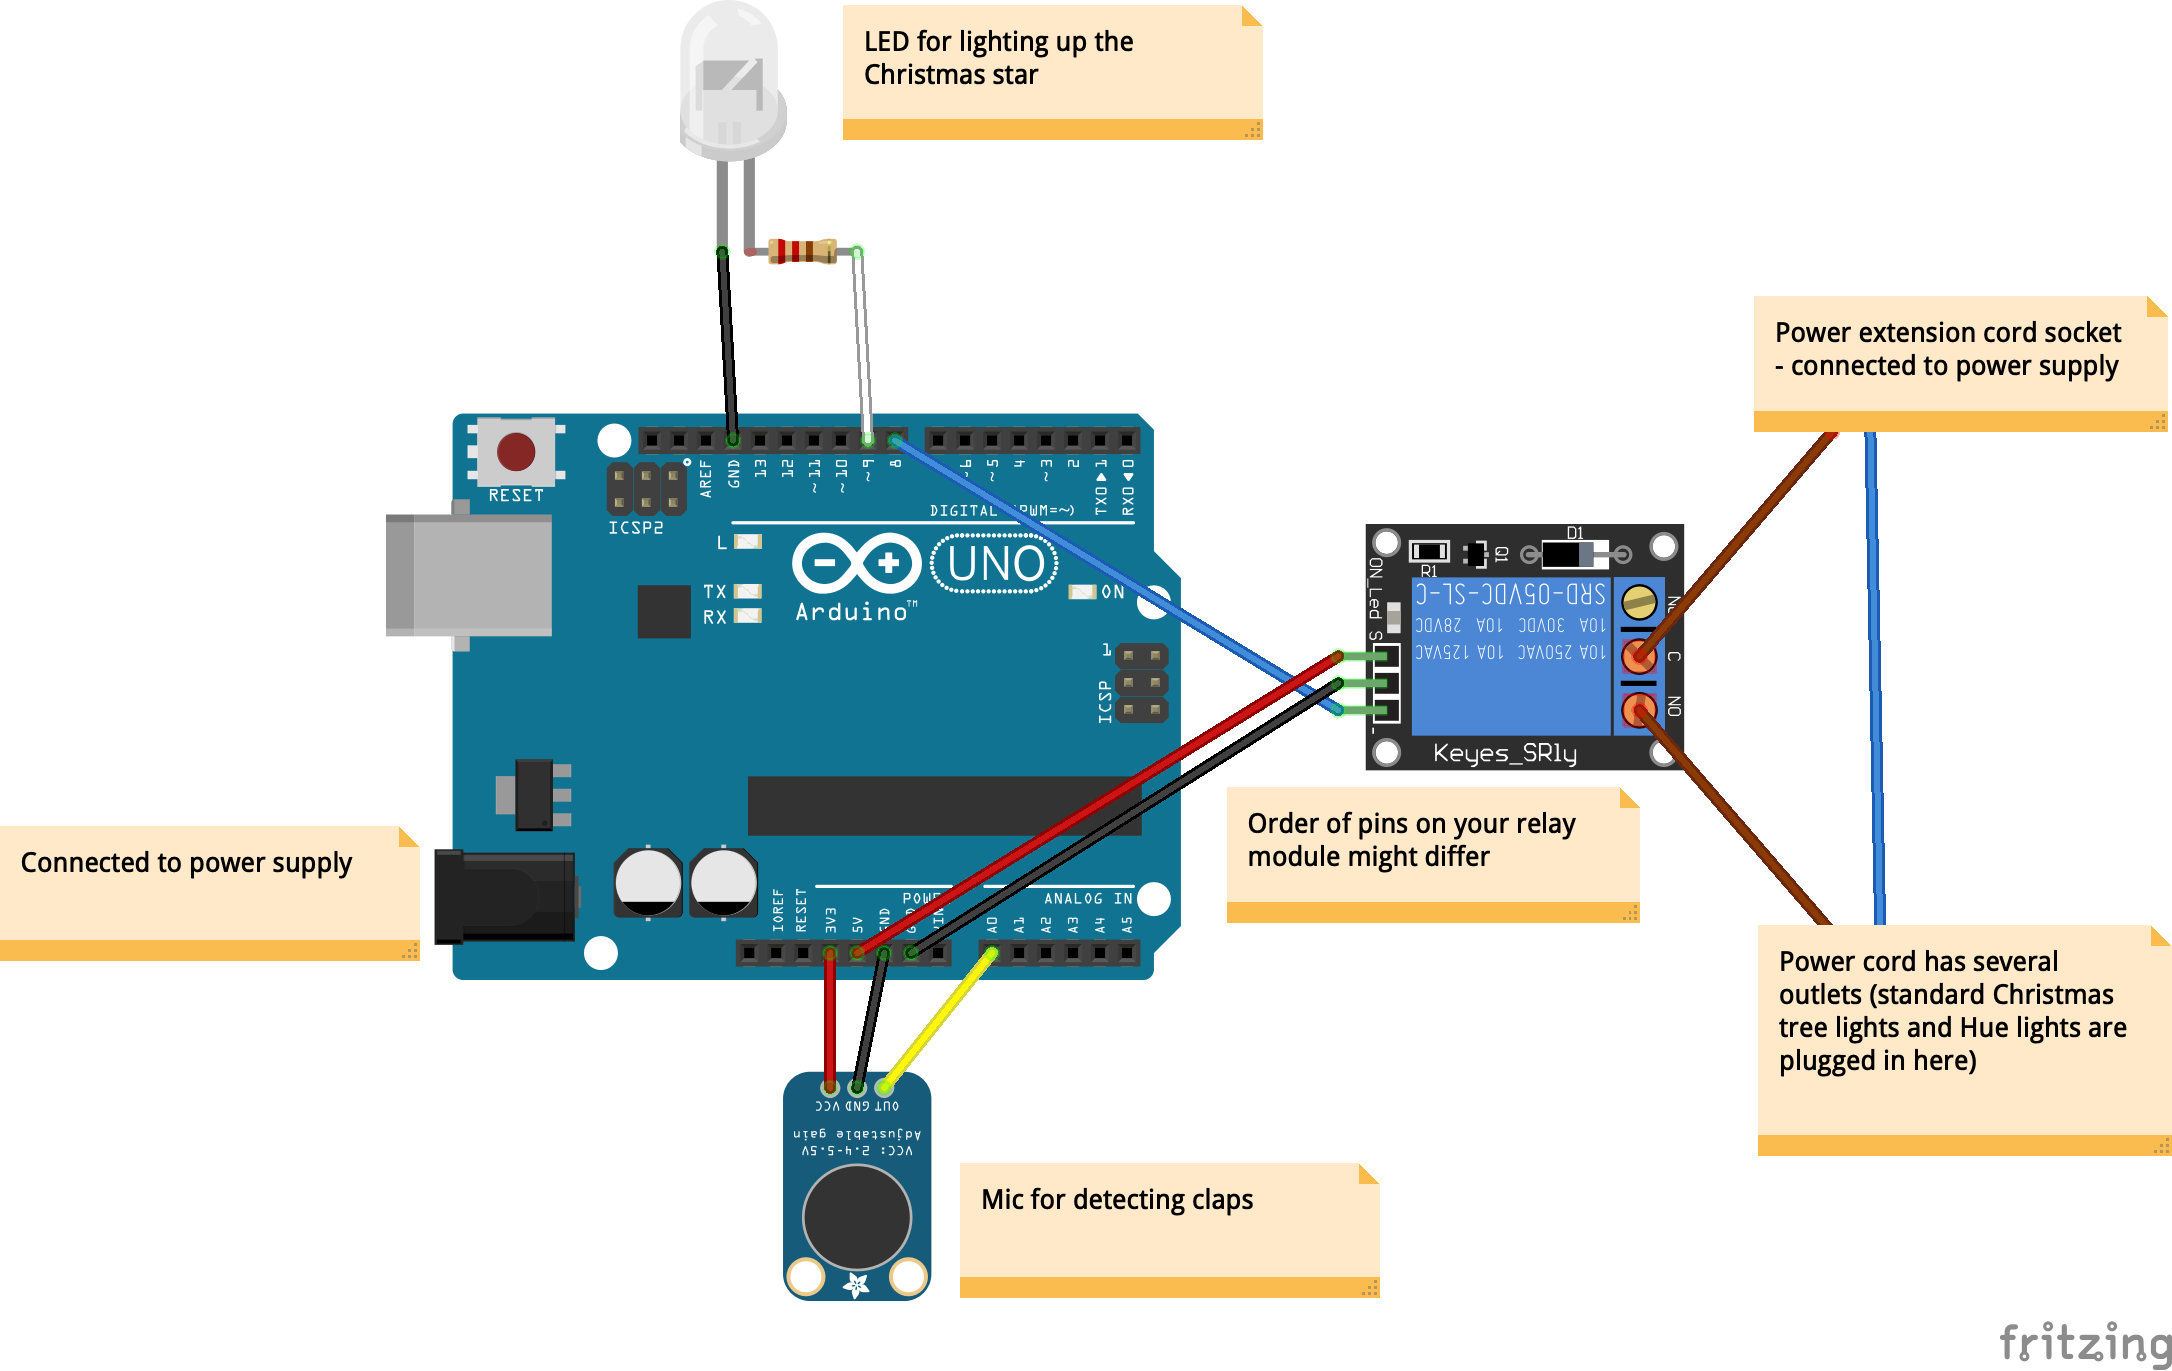 LED for lighting up the
Christmas star
Power extension cord socket
- connected to power supply
RESET
ICSP2
AREF
GND
13
12
~11
~10
~9
8
~6
~5
4
~3
2
TX0▶1
RX0◀0
DIGITAL (PWM=~)
L
TX
RX
Arduino™
UNO
ON
1
ICSP
IOREF
RESET
3V3
5V
GND
POWER
ANALOG IN
A0
A1
A2
A3
A4
A5
D1
Q1
R1
ON_Led
S
-
SRD-05VDC-SL-C
10A 30VDC 10A 28VDC
10A 250VAC 10A 125VAC
C
NO
Keyes_SRly
Order of pins on your relay
module might differ
Connected to power supply
Power cord has several
outlets (standard Christmas
tree lights and Hue lights are
plugged in here)
VCC
GND
OUT
Adjustable gain
VCC: 2.4-5.5V
Mic for detecting claps
fritzing